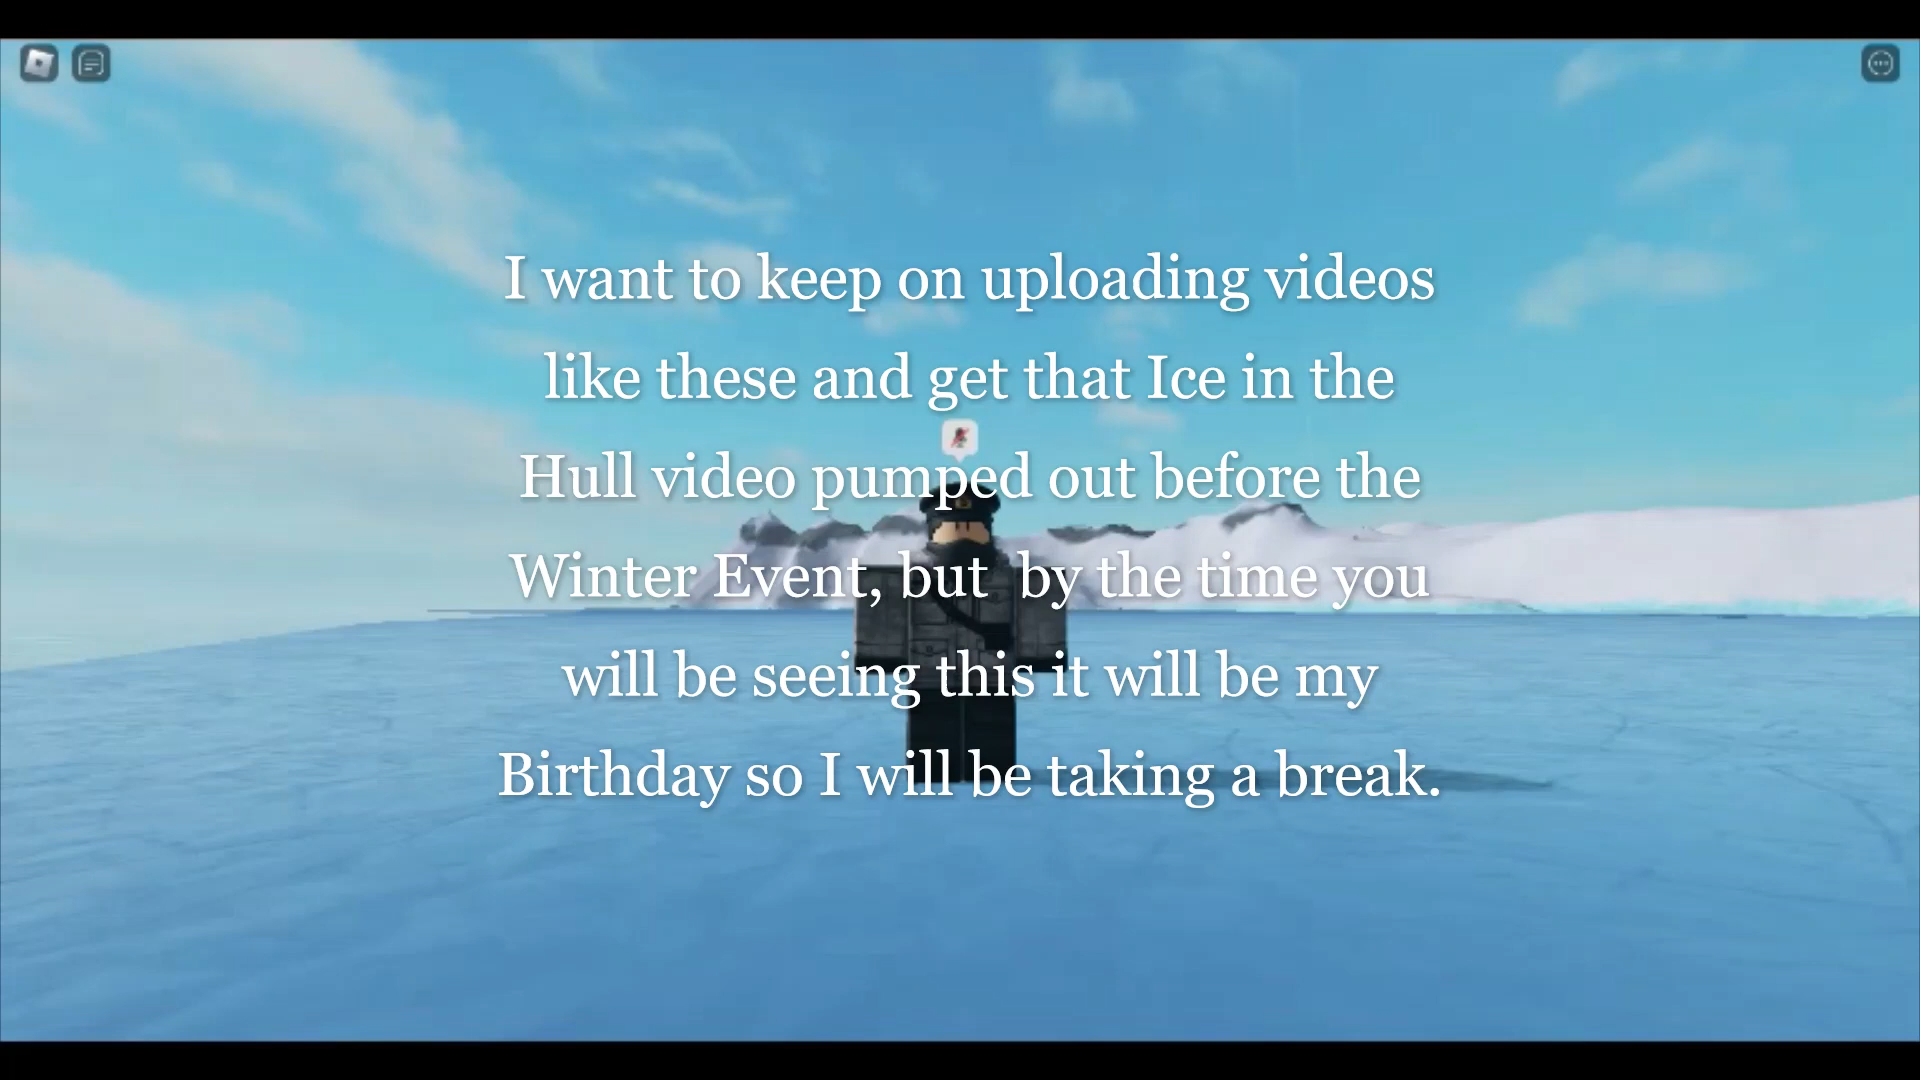 I want to keep on uploading videos
like these and get that Ice in the
Hull video pumped out before the
Winter Event, but  by the time you
will be seeing this it will be my
Birthday so I will be taking a break.